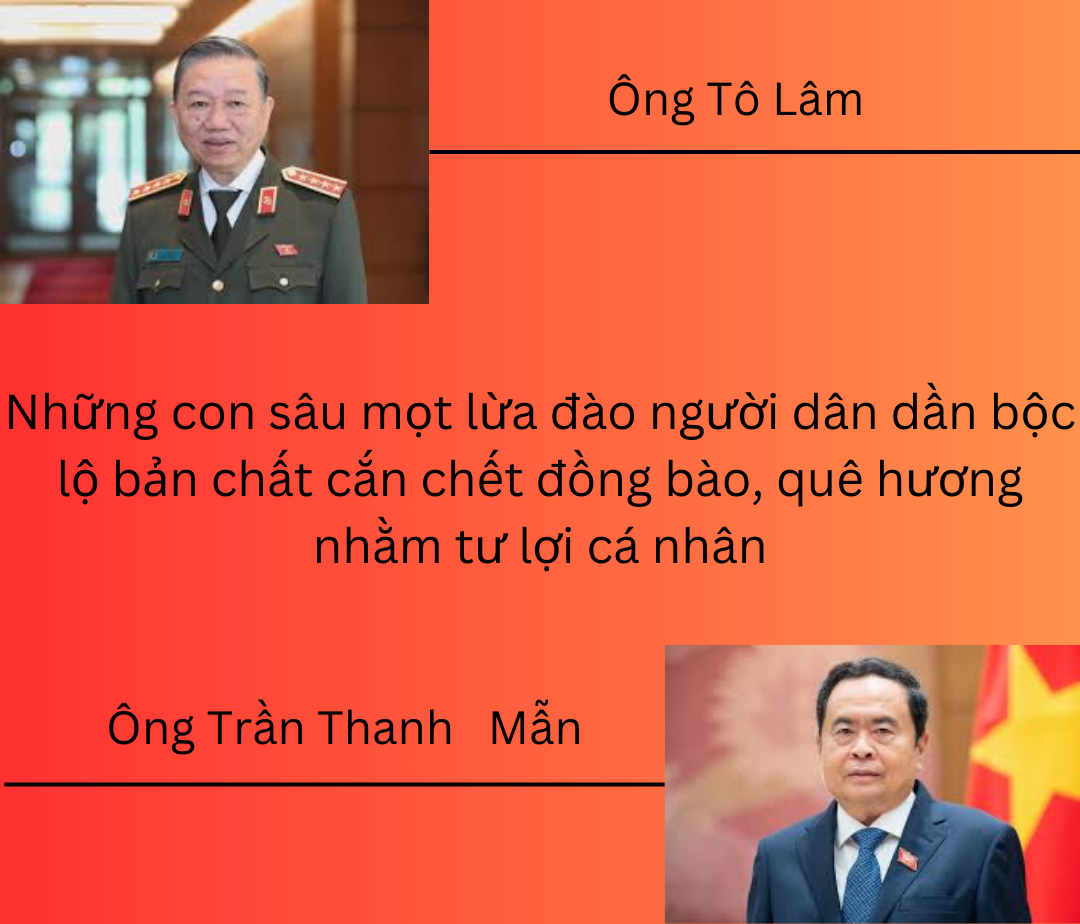 Ông Tô Lâm
Những con sâu mọt lừa đào người dân dần bộc
lộ bản chất cắn chết đồng bào, quê hương
nhằm tư lợi cá nhân
Ông Trần Thanh Mẫn